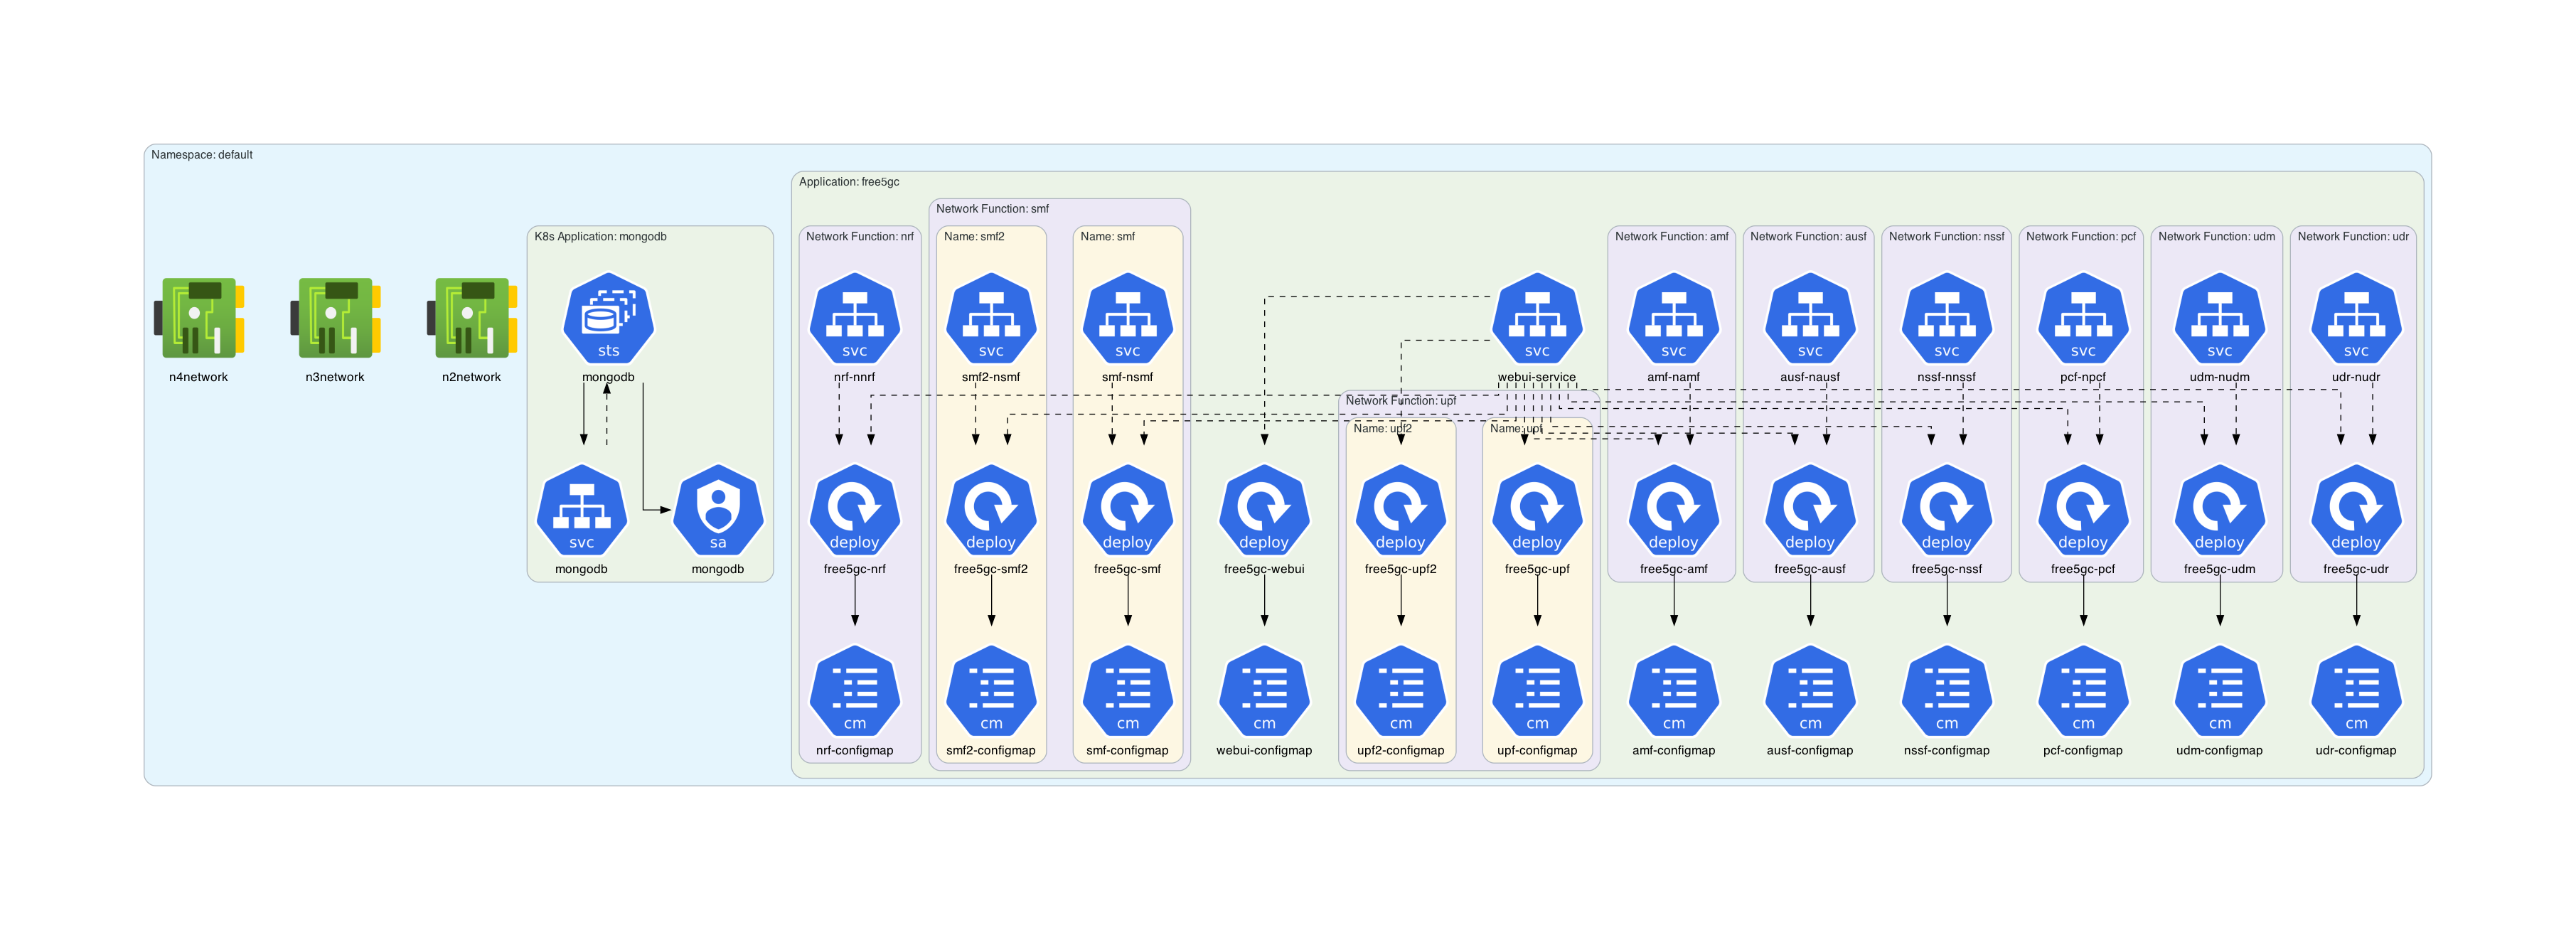 Namespace: default
Application: free5gc
Network Function: smf
K8s Application: mongodb
Network Function: nrf
Name: smf2
Name: smf
Network Function: amf
Network Function: ausf
Network Function: nssf
Network Function: pcf
Network Function: udm
Network Function: udr
sts
svc
svc
svc
svc
svc
svc
svc
svc
svc
svc
n4network
n3network
n2network
mongodb
nrf-nnrf
smf2-nsmf
smf-nsmf
webui-service
amf-namf
ausf-nausf
nssf-nnssf
pcf-npcf
udm-nudm
udr-nudr
Network Function: upf
Name: upf2
Name: upf
svc
sa
deploy
deploy
deploy
deploy
deploy
deploy
deploy
deploy
deploy
deploy
deploy
deploy
mongodb
mongodb
free5gc-nrf
free5gc-smf2
free5gc-smf
free5gc-webui
free5gc-upf2
free5gc-upf
free5gc-amf
free5gc-ausf
free5gc-nssf
free5gc-pcf
free5gc-udm
free5gc-udr
cm
cm
cm
cm
cm
cm
cm
cm
cm
cm
cm
cm
nrf-configmap
smf2-configmap
smf-configmap
webui-configmap
upf2-configmap
upf-configmap
amf-configmap
ausf-configmap
nssf-configmap
pcf-configmap
udm-configmap
udr-configmap